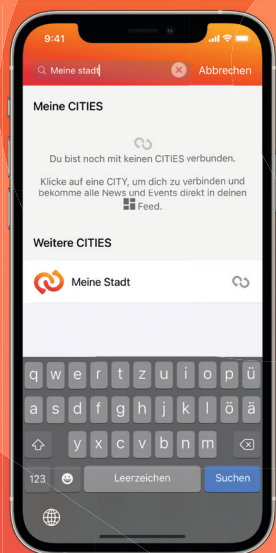 9:41
Meine stadt
Abbrechen
Meine CITIES
Du bist noch mit keinen CITIES verbunden.
Klicke auf eine CITY, um dich zu verbinden und
bekomme alle News und Events direkt in deinen
Feed.
Weitere CITIES
Meine Stadt
q w e r t z u i o p ü
a s d f g h j k l ö ä
y x c v b n m
123 Leerzeichen Suchen